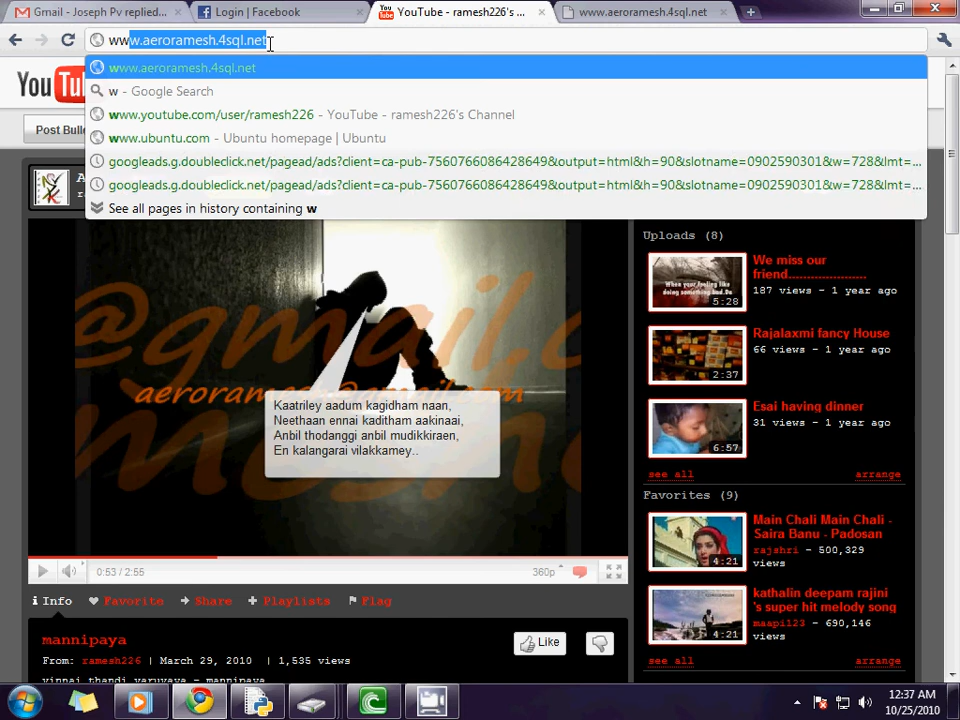 Gmail - Joseph Pv replied...
Login | Facebook
YouTube - ramesh226's ...
www.aeroramesh.4sql.net
www.aeroramesh.4sql.net
www.aeroramesh.4sql.net
w - Google Search
www.youtube.com/user/ramesh226 - YouTube - ramesh226's Channel
www.ubuntu.com - Ubuntu homepage | Ubuntu
googleads.g.doubleclick.net/pagead/ads?client=ca-pub-7560766086428649&output=html&h=90&slotname=0902590301&w=728&lmt=...
googleads.g.doubleclick.net/pagead/ads?client=ca-pub-7560766086428649&output=html&h=90&slotname=0902590301&w=728&lmt=...
See all pages in history containing w
You
Post Bull
Uploads (8)
We miss our
friend.....................
187 views - 1 year ago
5:28
Rajalaxmi fancy House
66 views - 1 year ago
2:37
Esai having dinner
31 views - 1 year ago
6:57
see all
arrange
Favorites (9)
Main Chali Main Chali -
Saira Banu - Padosan
rajshri - 500,329
views
4:21
kathalin deepam rajini
's super hit melody song
maapi123 - 690,146
views
4:21
see all
arrange
@gmail.c
aeroramesh@gmail.com
Kaatriley aadum kagidham naan,
Neethaan ennai kaditham aakinaai,
Anbil thodanggi anbil mudikkiraen,
En kalangarai vilakkamey..
0:53 / 2:55
360p
Info
Favorite
Share
Playlists
Flag
mannipaya
Like
From: ramesh226 | March 29, 2010 | 1,535 views
vinnai thandi varuvaya - mannipaya
12:37 AM
10/25/2010